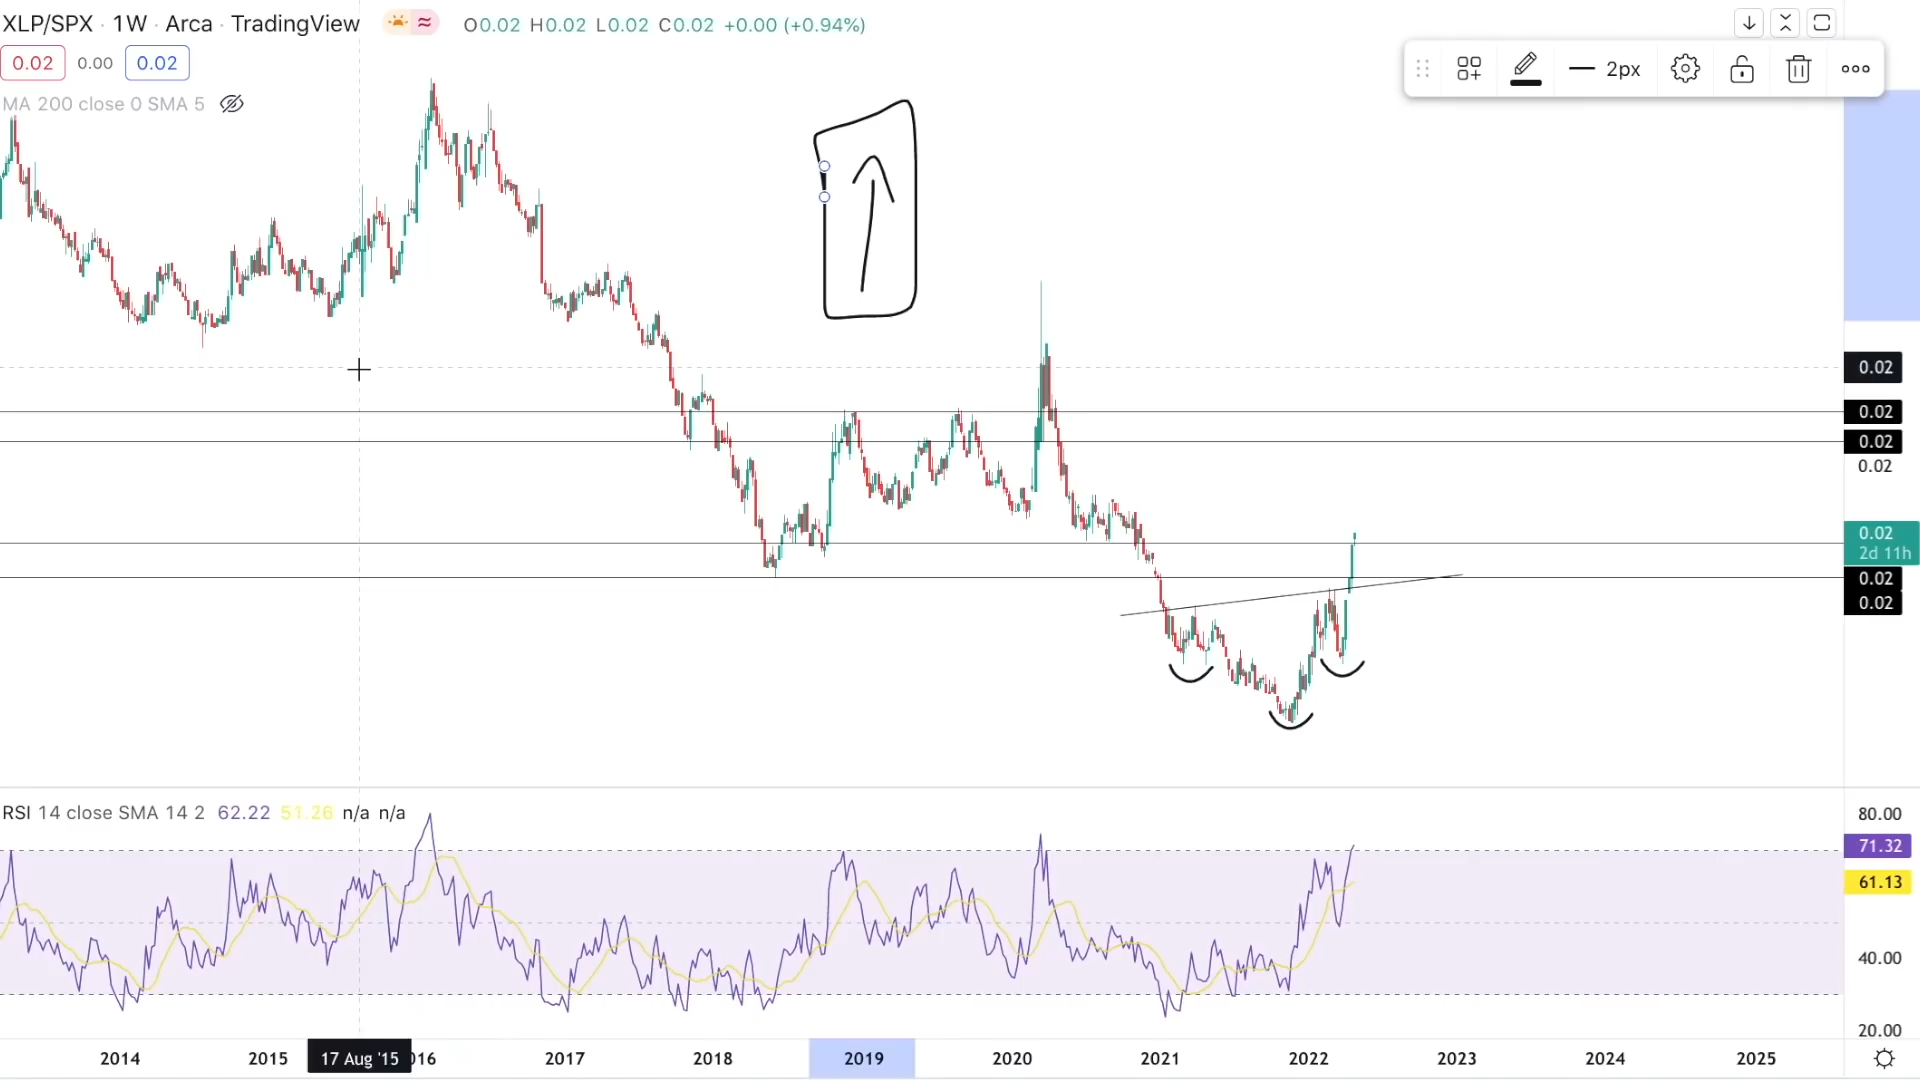 XLP/SPX · 1W · Arca · TradingView O0.02 H0.02 L0.02 C0.02 +0.00 (+0.94%)
0.02 0.00 0.02
MA 200 close 0 SMA 5
2px
0.02
0.02
0.02
0.02
0.02
2d 11h
0.02
0.02
RSI 14 close SMA 14 2 62.22 51.26 n/a n/a
80.00
71.32
61.13
40.00
20.00
2014 2015 17 Aug '15 016 2017 2018 2019 2020 2021 2022 2023 2024 2025